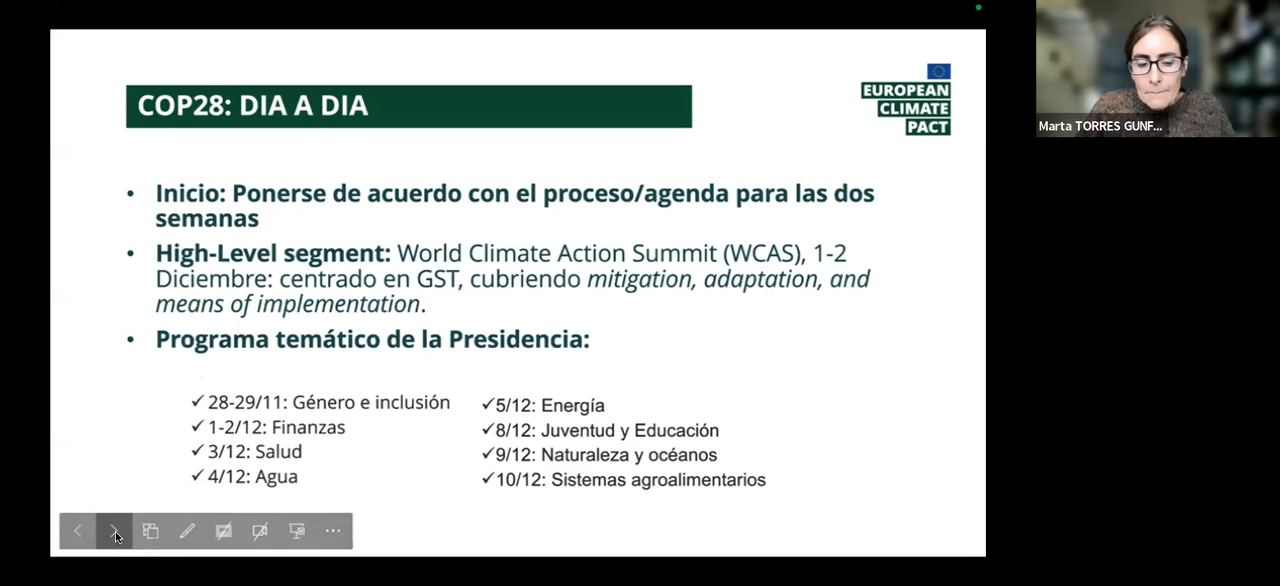 COP28: DIA A DIA
EUROPEAN
CLIMATE
PACT
• Inicio: Ponerse de acuerdo con el proceso/agenda para las dos
semanas
• High-Level segment: World Climate Action Summit (WCAS), 1-2
Diciembre: centrado en GST, cubriendo mitigation, adaptation, and
means of implementation.
• Programa temático de la Presidencia:
✓ 28-29/11: Género e inclusión
✓ 1-2/12: Finanzas
✓ 3/12: Salud
✓ 4/12: Agua
✓5/12: Energía
✓8/12: Juventud y Educación
✓9/12: Naturaleza y océanos
✓10/12: Sistemas agroalimentarios
Marta TORRES GUNF...